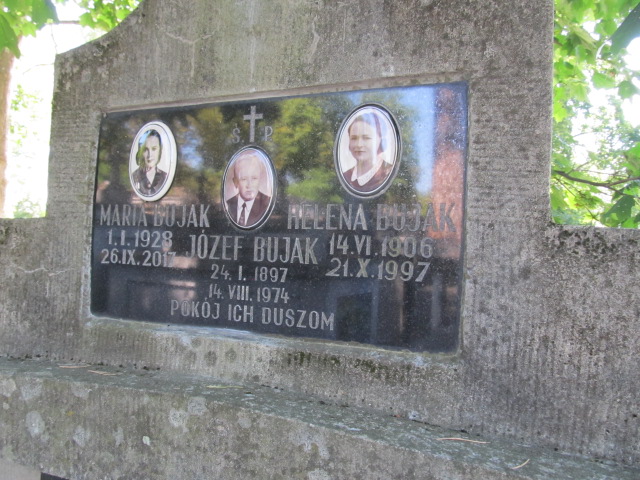 Ś P
MARIA BUJAK
1.I.1928
26.IX.2017
JÓZEF BUJAK
24.I.1897
14.VIII.1974
HELENA BUJAK
14.VI.1906
21.X.1997
POKÓJ ICH DUSZOM